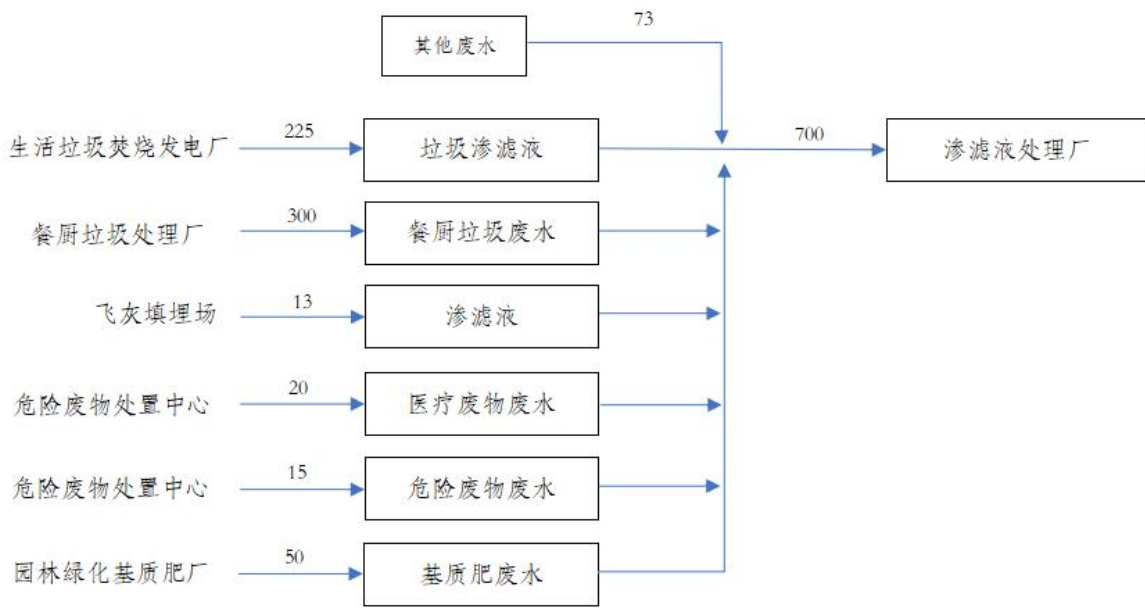 73
其他废水
生活垃圾焚烧发电厂 225 垃圾渗滤液 700 渗滤液处理厂
餐厨垃圾处理厂 300 餐厨垃圾废水
飞灰填埋场 13 渗滤液
危险废物处置中心 20 医疗废物废水
危险废物处置中心 15 危险废物废水
园林绿化基质肥厂 50 基质肥废水